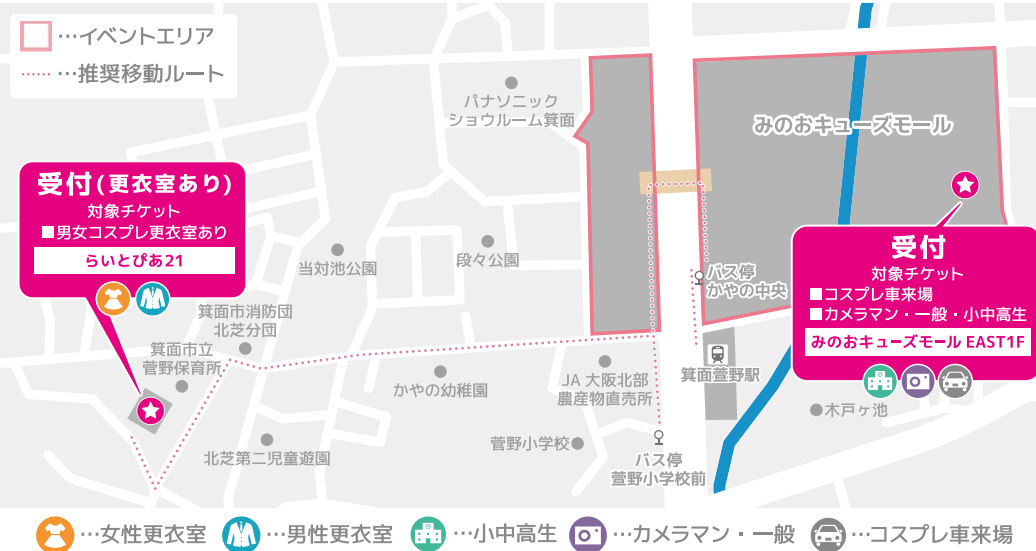 …イベントエリア
…推奨移動ルート
パナソニック
ショウルーム箕面
みのおキューズモール
受付(更衣室あり)
対象チケット
■男女コスプレ更衣室あり
らいとぴあ21
当対池公園
段々公園
バス停
かやの中央
受付
対象チケット
■コスプレ車来場
■カメラマン・一般・小中高生
みのおキューズモール EAST1F
箕面市消防団
北芝分団
箕面市立
萱野保育所
かやの幼稚園
JA 大阪北部
農産物直売所
箕面萱野駅
木戸ヶ池
北芝第二児童遊園
萱野小学校
バス停
萱野小学校前
…女性更衣室
…男性更衣室
…小中高生
…カメラマン・一般
…コスプレ車来場